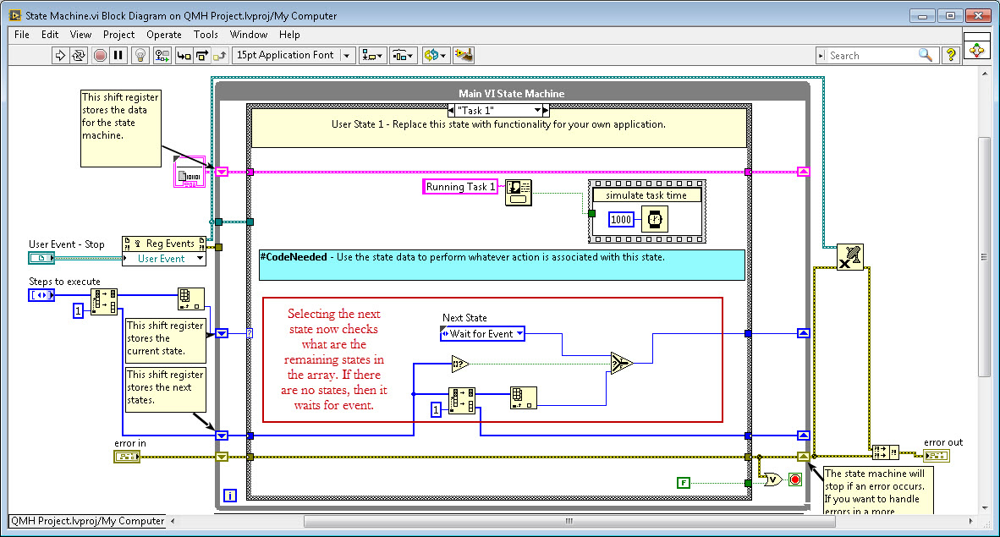 State Machine.vi Block Diagram on QMH Project.lvproj/My Computer
File Edit View Project Operate Tools Window Help
15pt Application Font
Search
?
This shift register
stores the data
for the state
machine.
Main VI State Machine
"Task 1"
User State 1 - Replace this state with functionality for your own application.
Running Task 1
simulate task time
1000
User Event - Stop
Reg Events
User Event
#CodeNeeded - Use the state data to perform whatever action is associated with this state.
Steps to execute
1
This shift register
stores the
current state.
This shift register
stores the next
states.
Selecting the next
state now checks
what are the
remaining states in
the array. If there
are no states, then it
waits for event.
Next State
Wait for Event
?
1
error in
error out
F
V
i
The state machine will
stop if an error occurs.
If you want to handle
errors in a more
QMH Project.lvproj/My Computer